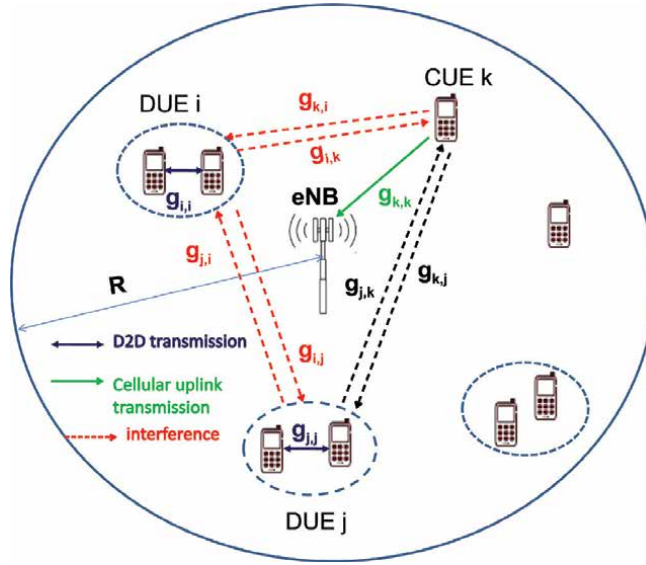 CUE k
DUE i
g_{k,i}
g_{i,k}
g_{i,i}
eNB
g_{k,k}
g_{j,i}
R
g_{j,k}
g_{k,j}
g_{i,j}
D2D transmission
Cellular uplink
transmission
interference
g_{j,j}
DUE j